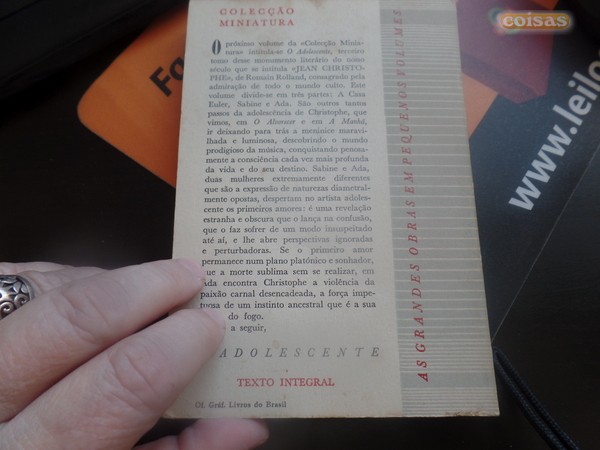 coisas
COLECÇÃO
MINIATURA
O próximo volume da «Colecção Minia-
tura» intitula-se O Adolescente, terceiro
tomo desse monumento literário do nosso
século que se intitula «JEAN CHRISTO-
PHE», de Romain Rolland, consagrado pela
admiração de todo o mundo culto. Este
volume divide-se em três partes: A Casa
Euler, Sabine e Ada. São outros tantos
passos da adolescência de Christophe, que
vimos, em O Alvorecer e em A Manhã,
ir deixando para trás a meninice maravi-
lhada e luminosa, descobrindo o mundo
prodigioso da música, conquistando penosa-
mente a consciência cada vez mais profunda
da vida e do seu destino. Sabine e Ada,
duas mulheres extremamente diferentes
que são a expressão de naturezas diametral-
mente opostas, despertam no artista adoles-
cente os primeiros amores: é uma revelação
estranha e obscura que o lança na confusão,
que o faz sofrer de um modo insuspeitado
até aí, e lhe abre perspectivas ignoradas
e perturbadoras. Se o primeiro amor
permanece num plano platónico e sonhador,
que a morte sublima sem se realizar, em
Ada encontra Christophe a violência da
paixão carnal desencadeada, a força impe-
tuosa de um instinto ancestral que é a sua
do fogo.
a seguir,
ADOLESCENTE
TEXTO INTEGRAL
Of. Gráf. Livros do Brasil
AS GRANDES OBRAS EM PEQUENOS VOLUMES
Fa
www.leilo